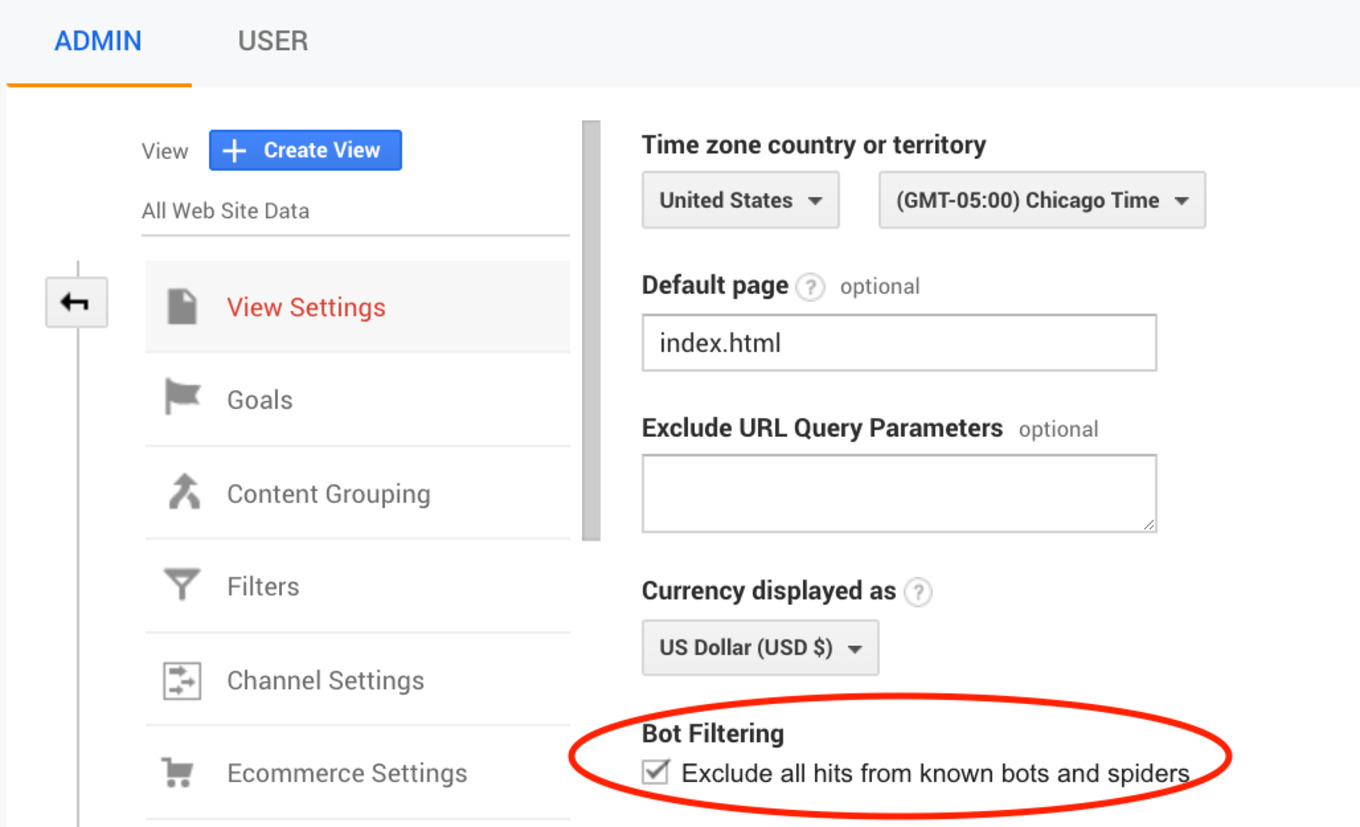 ADMIN USER
View + Create View
All Web Site Data
View Settings
Goals
Content Grouping
Filters
Channel Settings
Ecommerce Settings
Time zone country or territory
United States (GMT-05:00) Chicago Time
Default page ? optional
index.html
Exclude URL Query Parameters optional
Currency displayed as ?
US Dollar (USD $)
Bot Filtering
Exclude all hits from known bots and spiders